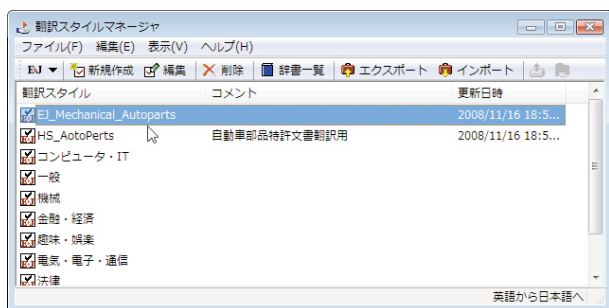 翻訳スタイルマネージャ
ファイル(F) 編集(E) 表示(V) ヘルプ(H)
EJ 新規作成 編集 削除 辞書一覧 エクスポート インポート
翻訳スタイル コメント 更新日時
EJ_Mechanical_Autoparts 2008/11/16 18:5...
HS_AotoPerts 自動車部品特許文書翻訳用 2008/11/16 18:5...
コンピュータ・IT
一般
機械
金融・経済
趣味・娯楽
電気・電子・通信
法律
英語から日本語へ